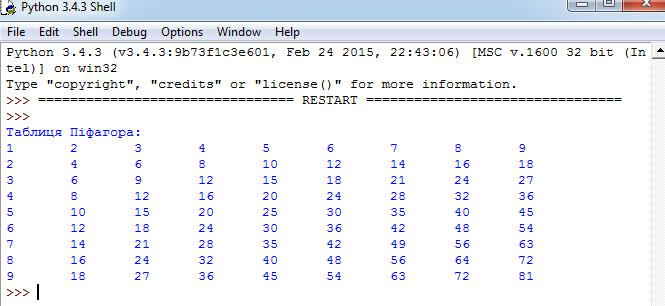 Python 3.4.3 Shell
File Edit Shell Debug Options Window Help
Python 3.4.3 (v3.4.3:9b73f1c3e601, Feb 24 2015, 22:43:06) [MSC v.1600 32 bit (In
tel)] on win32
Type "copyright", "credits" or "license()" for more information.
>>> ================================ RESTART ================================
>>>
Таблиця Піфагора:
1 2 3 4 5 6 7 8 9
2 4 6 8 10 12 14 16 18
3 6 9 12 15 18 21 24 27
4 8 12 16 20 24 28 32 36
5 10 15 20 25 30 35 40 45
6 12 18 24 30 36 42 48 54
7 14 21 28 35 42 49 56 63
8 16 24 32 40 48 56 64 72
9 18 27 36 45 54 63 72 81
>>>